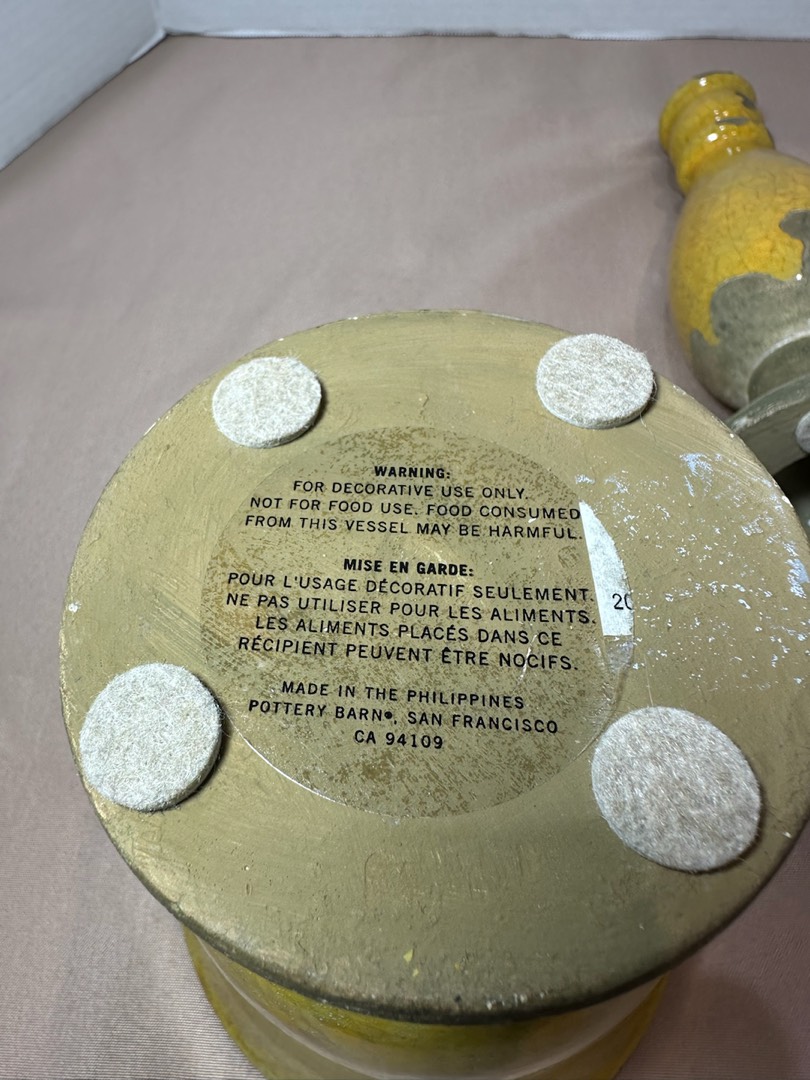 WARNING:
FOR DECORATIVE USE ONLY.
NOT FOR FOOD USE. FOOD CONSUMED
FROM THIS VESSEL MAY BE HARMFUL.
MISE EN GARDE:
POUR L'USAGE DÉCORATIF SEULEMENT.
NE PAS UTILISER POUR LES ALIMENTS.
LES ALIMENTS PLACÉS DANS CE
RÉCIPIENT PEUVENT ÊTRE NOCIFS.
MADE IN THE PHILIPPINES
POTTERY BARN®, SAN FRANCISCO
CA 94109